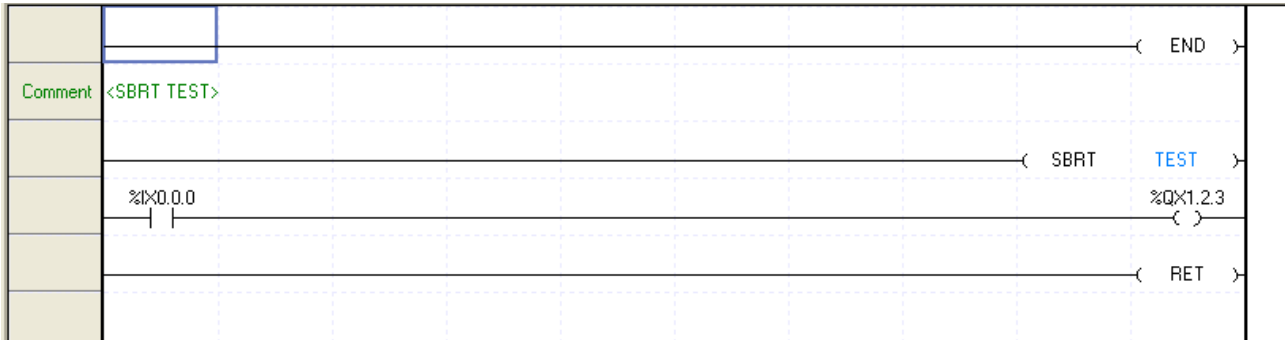 END
Comment <SBRT TEST>
SBRT TEST
%IX0.0.0 %QX1.2.3
RET